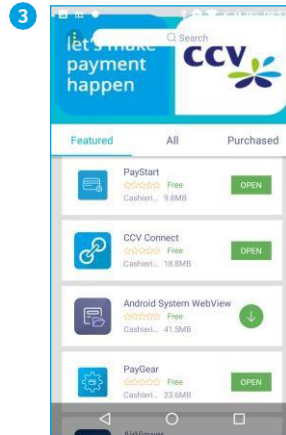 3
Search
let's make
payment
happen
CCV
Featured All Purchased
PayStart
Free
OPEN
Cashieri... 9.8MB
CCV Connect
Free
OPEN
Cashieri... 18.8MB
Android System WebView
Free
Cashieri... 41.5MB
PayGear
Free
OPEN
Cashieri... 23.6MB
AirViewer